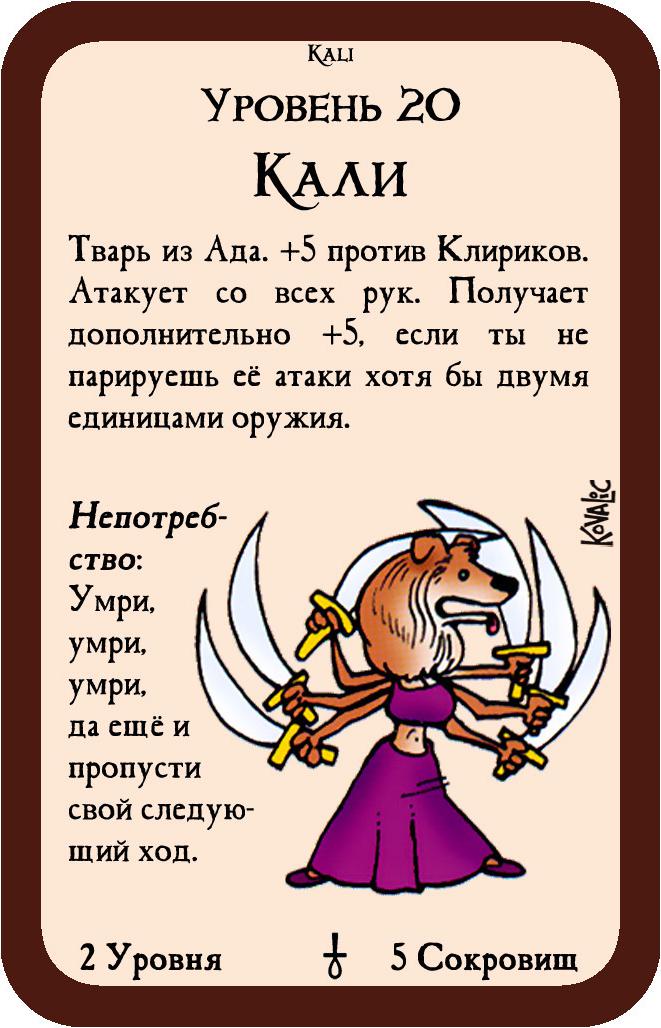 Kali
Уровень 20
Кали
Тварь из Ада. +5 против Клириков.
Атакует со всех рук. Получает
дополнительно +5, если ты не
парируешь её атаки хотя бы двумя
единицами оружия.
Непотреб-
ство:
Умри,
умри,
умри,
да ещё и
пропусти
свой следую-
щий ход.
Kovalic
2 Уровня
5 Сокровищ